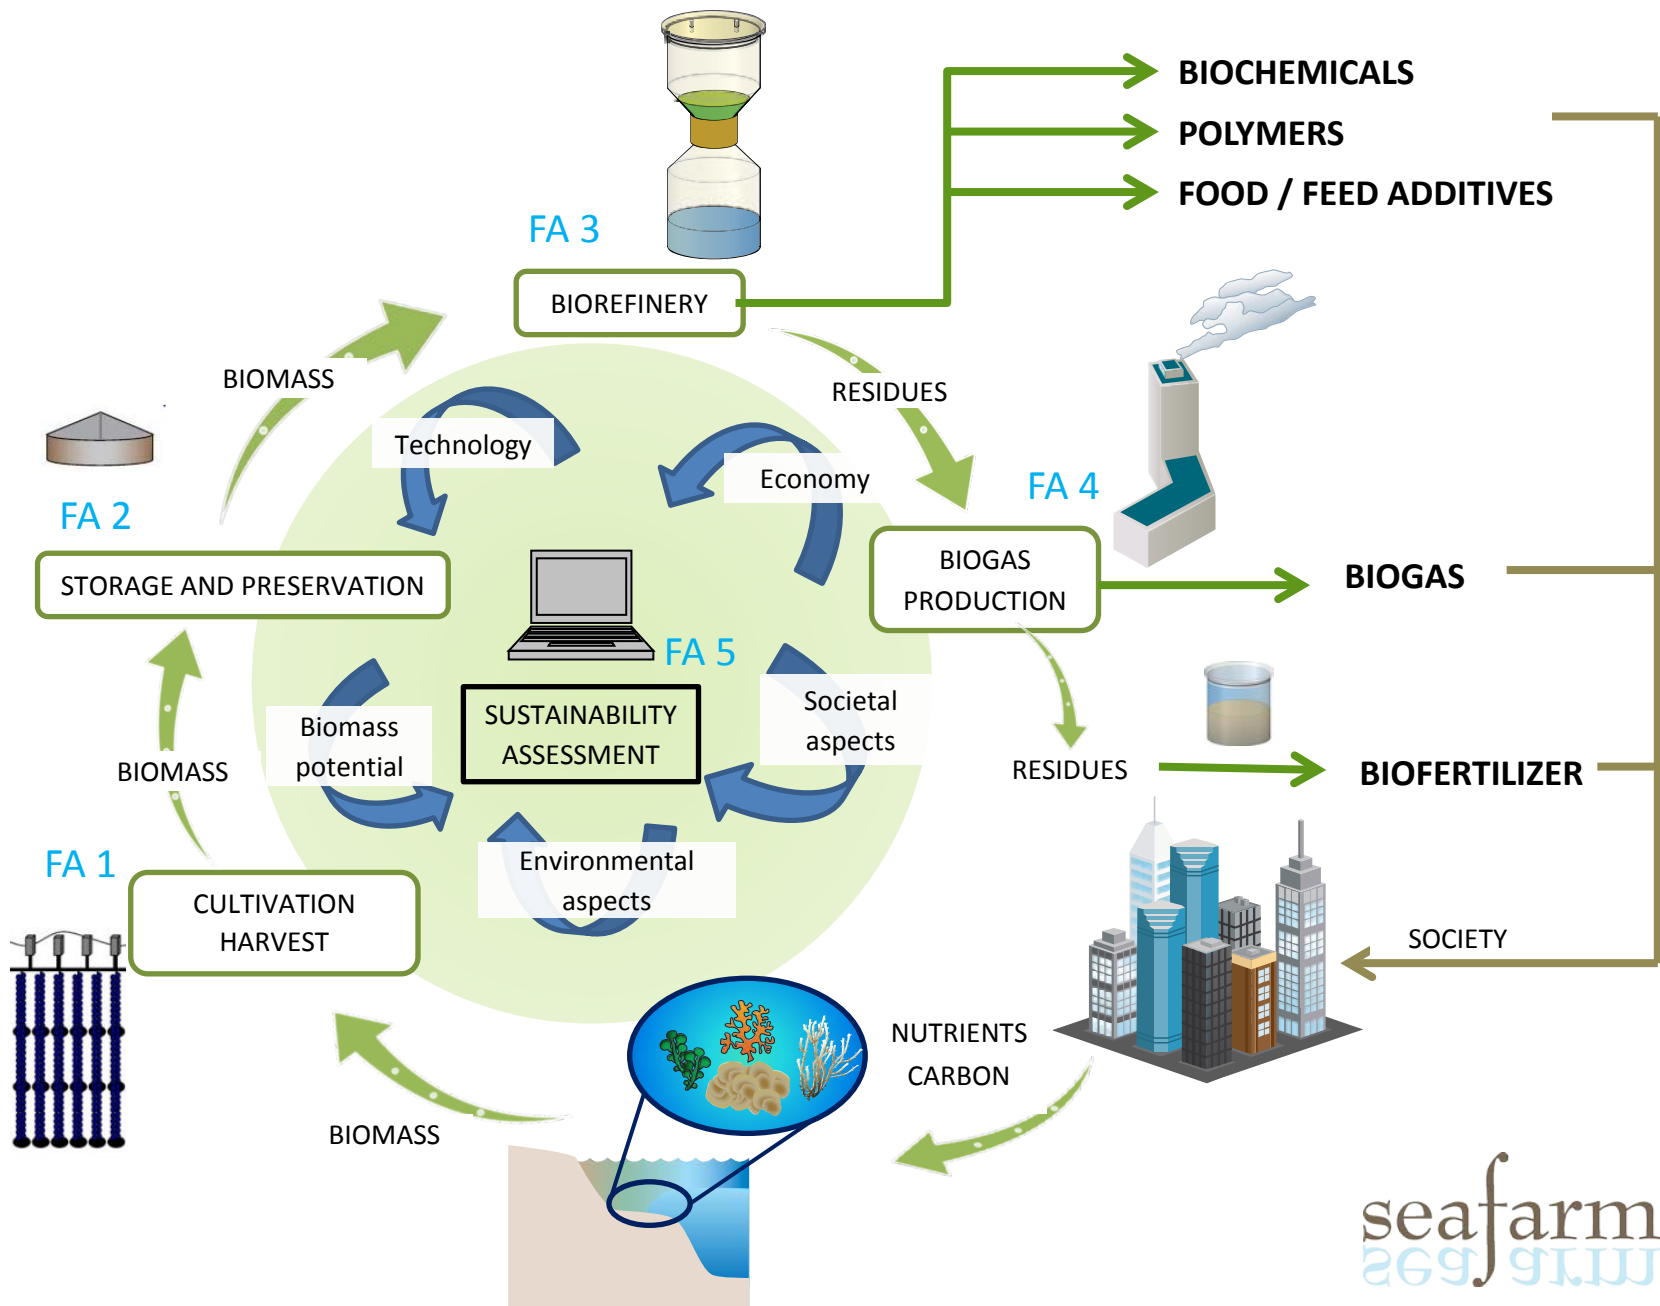 BIOCHEMICALS
POLYMERS
FOOD / FEED ADDITIVES
FA 3
BIOREFINERY
BIOMASS
RESIDUES
Technology
Economy
FA 4
FA 2
STORAGE AND PRESERVATION
BIOGAS
PRODUCTION
BIOGAS
FA 5
SUSTAINABILITY
ASSESSMENT
Biomass
potential
Societal
aspects
BIOMASS
RESIDUES
BIOFERTILIZER
FA 1
CULTIVATION
HARVEST
Environmental
aspects
SOCIETY
NUTRIENTS
CARBON
BIOMASS
seafarm